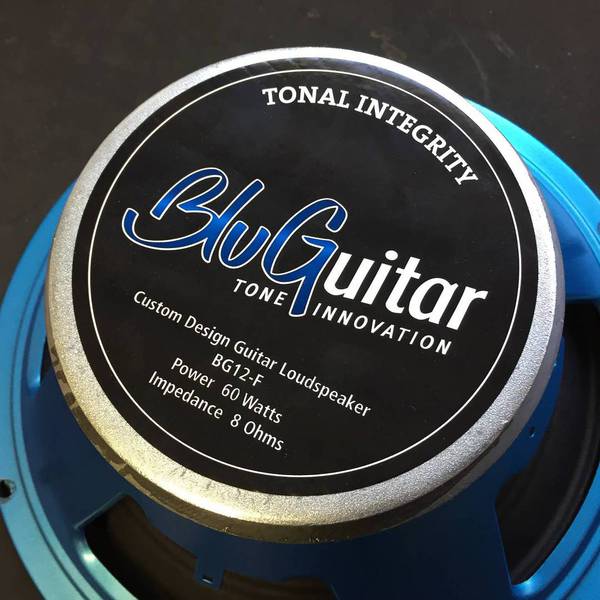 TONAL INTEGRITY
BluGuitar
TONE INNOVATION
Custom Design Guitar Loudspeaker
BG12-F
Power 60 Watts
Impedance 8 Ohms